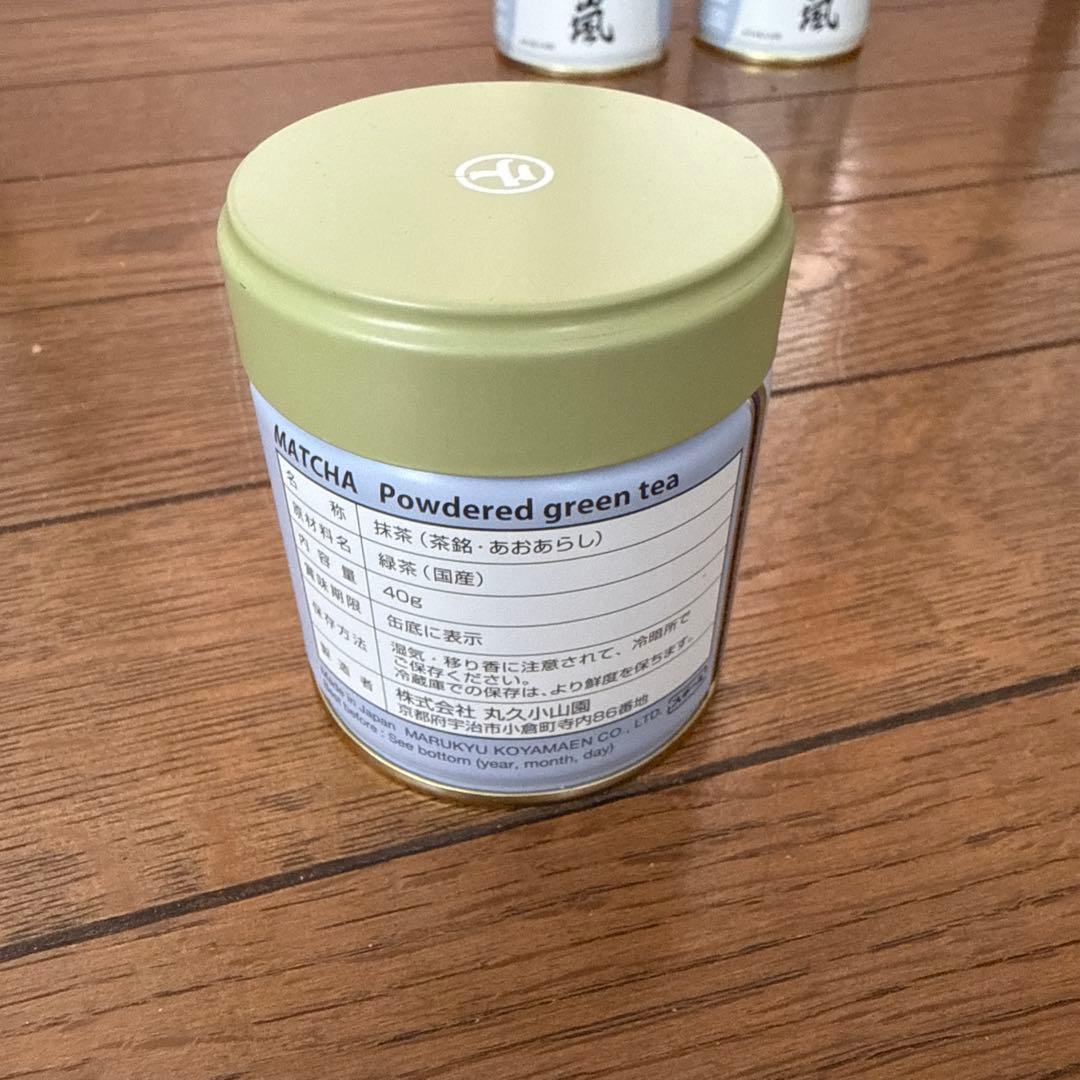 嵐
嵐
MATCHA Powdered green tea
名称 抹茶(茶銘・あおあらし)
原材料名 緑茶(国産)
内容量 40g
賞味期限 缶底に表示
保存方法 湿気・移り香に注意されて、冷暗所で
ご保存ください。
冷蔵庫での保存は、より鮮度を保ちます。
製造者 株式会社 丸久小山園
京都府宇治市小倉町寺内86番地
Made in Japan MARUKYU KOYAMAEN CO., LTD.
Best before : See bottom (year, month, day)